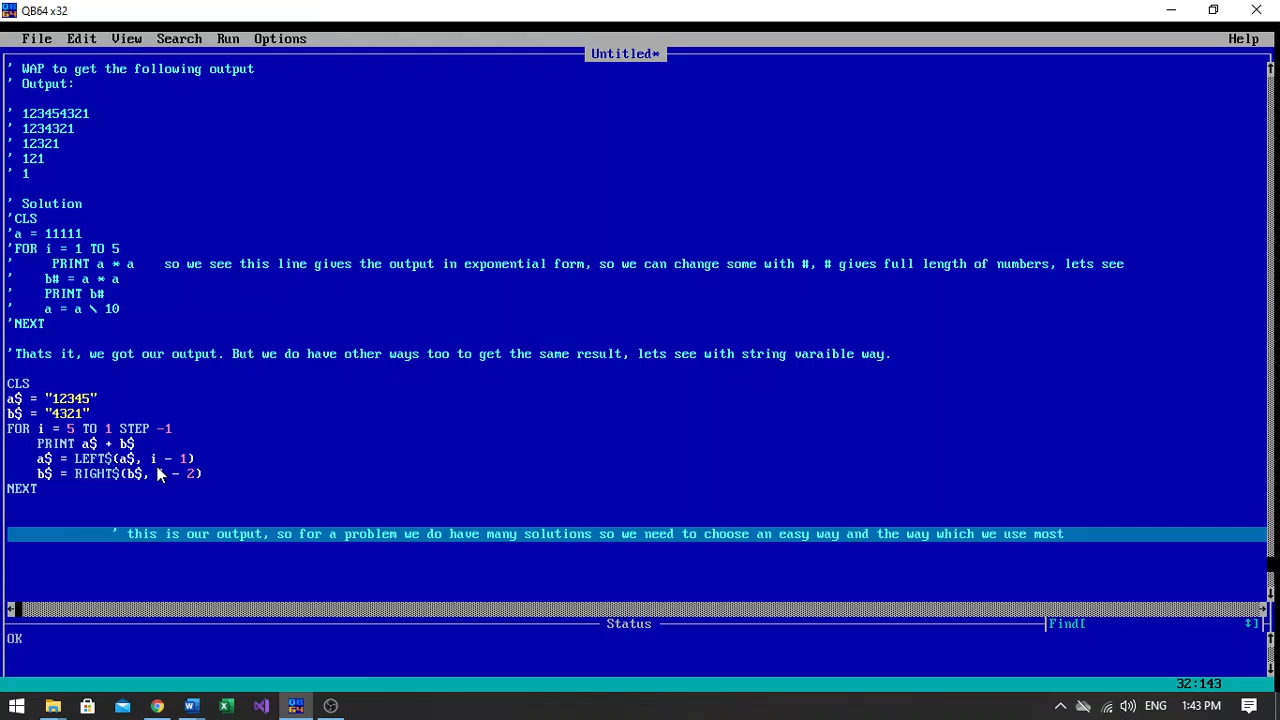 QB64 x32
File Edit View Search Run Options Help
Untitled*
' WAP to get the following output
' Output:
' 123454321
' 1234321
' 12321
' 121
' 1
' Solution
'CLS
'a = 11111
'FOR i = 1 TO 5
'     PRINT a * a    so we see this line gives the output in exponential form, so we can change some with #, # gives full length of numbers, lets see
'    b# = a * a
'    PRINT b#
'    a = a \ 10
'NEXT
'Thats it, we got our output. But we do have other ways too to get the same result, lets see with string varaible way.
CLS
a$ = "12345"
b$ = "4321"
FOR i = 5 TO 1 STEP -1
    PRINT a$ + b$
    a$ = LEFT$(a$, i - 1)
    b$ = RIGHT$(b$, - 2)
NEXT
' this is our output, so for a problem we do have many solutions so we need to choose an easy way and the way which we use most
Status
Find[ ]
OK
32:143
ENG 1:43 PM